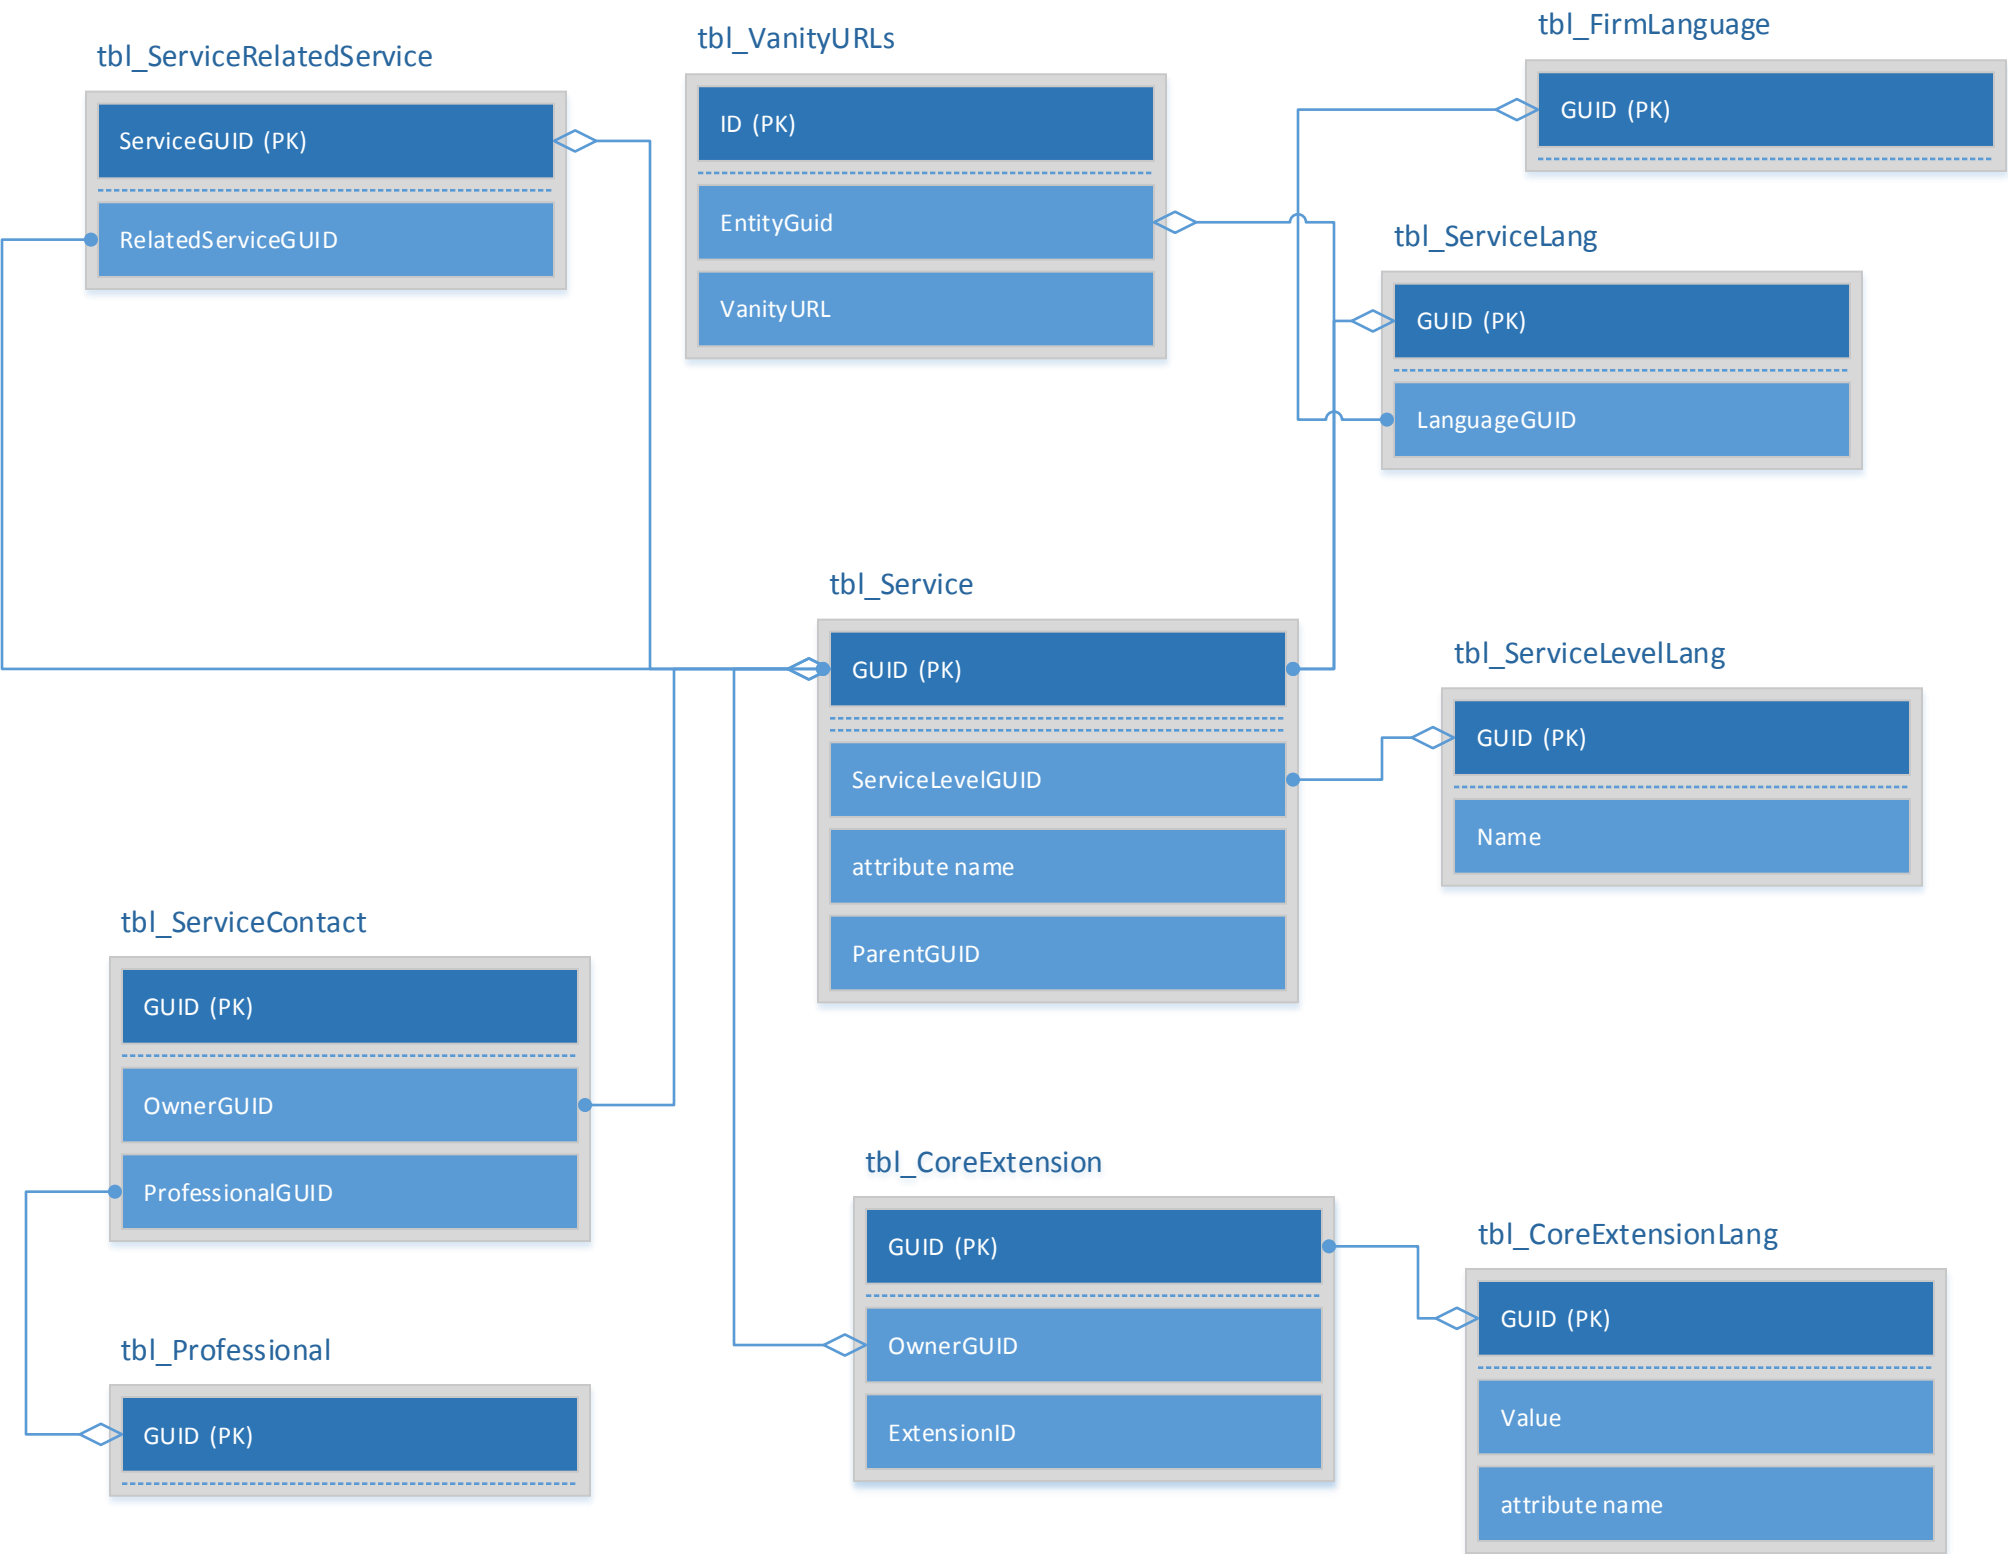 tbl_ServiceRelatedService
ServiceGUID (PK)
RelatedServiceGUID
tbl_VanityURLs
ID (PK)
EntityGuid
VanityURL
tbl_FirmLanguage
GUID (PK)
tbl_ServiceLang
GUID (PK)
LanguageGUID
tbl_Service
GUID (PK)
ServiceLevelGUID
attribute name
ParentGUID
tbl_ServiceLevelLang
GUID (PK)
Name
tbl_ServiceContact
GUID (PK)
OwnerGUID
ProfessionalGUID
tbl_Professional
GUID (PK)
tbl_CoreExtension
GUID (PK)
OwnerGUID
ExtensionID
tbl_CoreExtensionLang
GUID (PK)
Value
attribute name